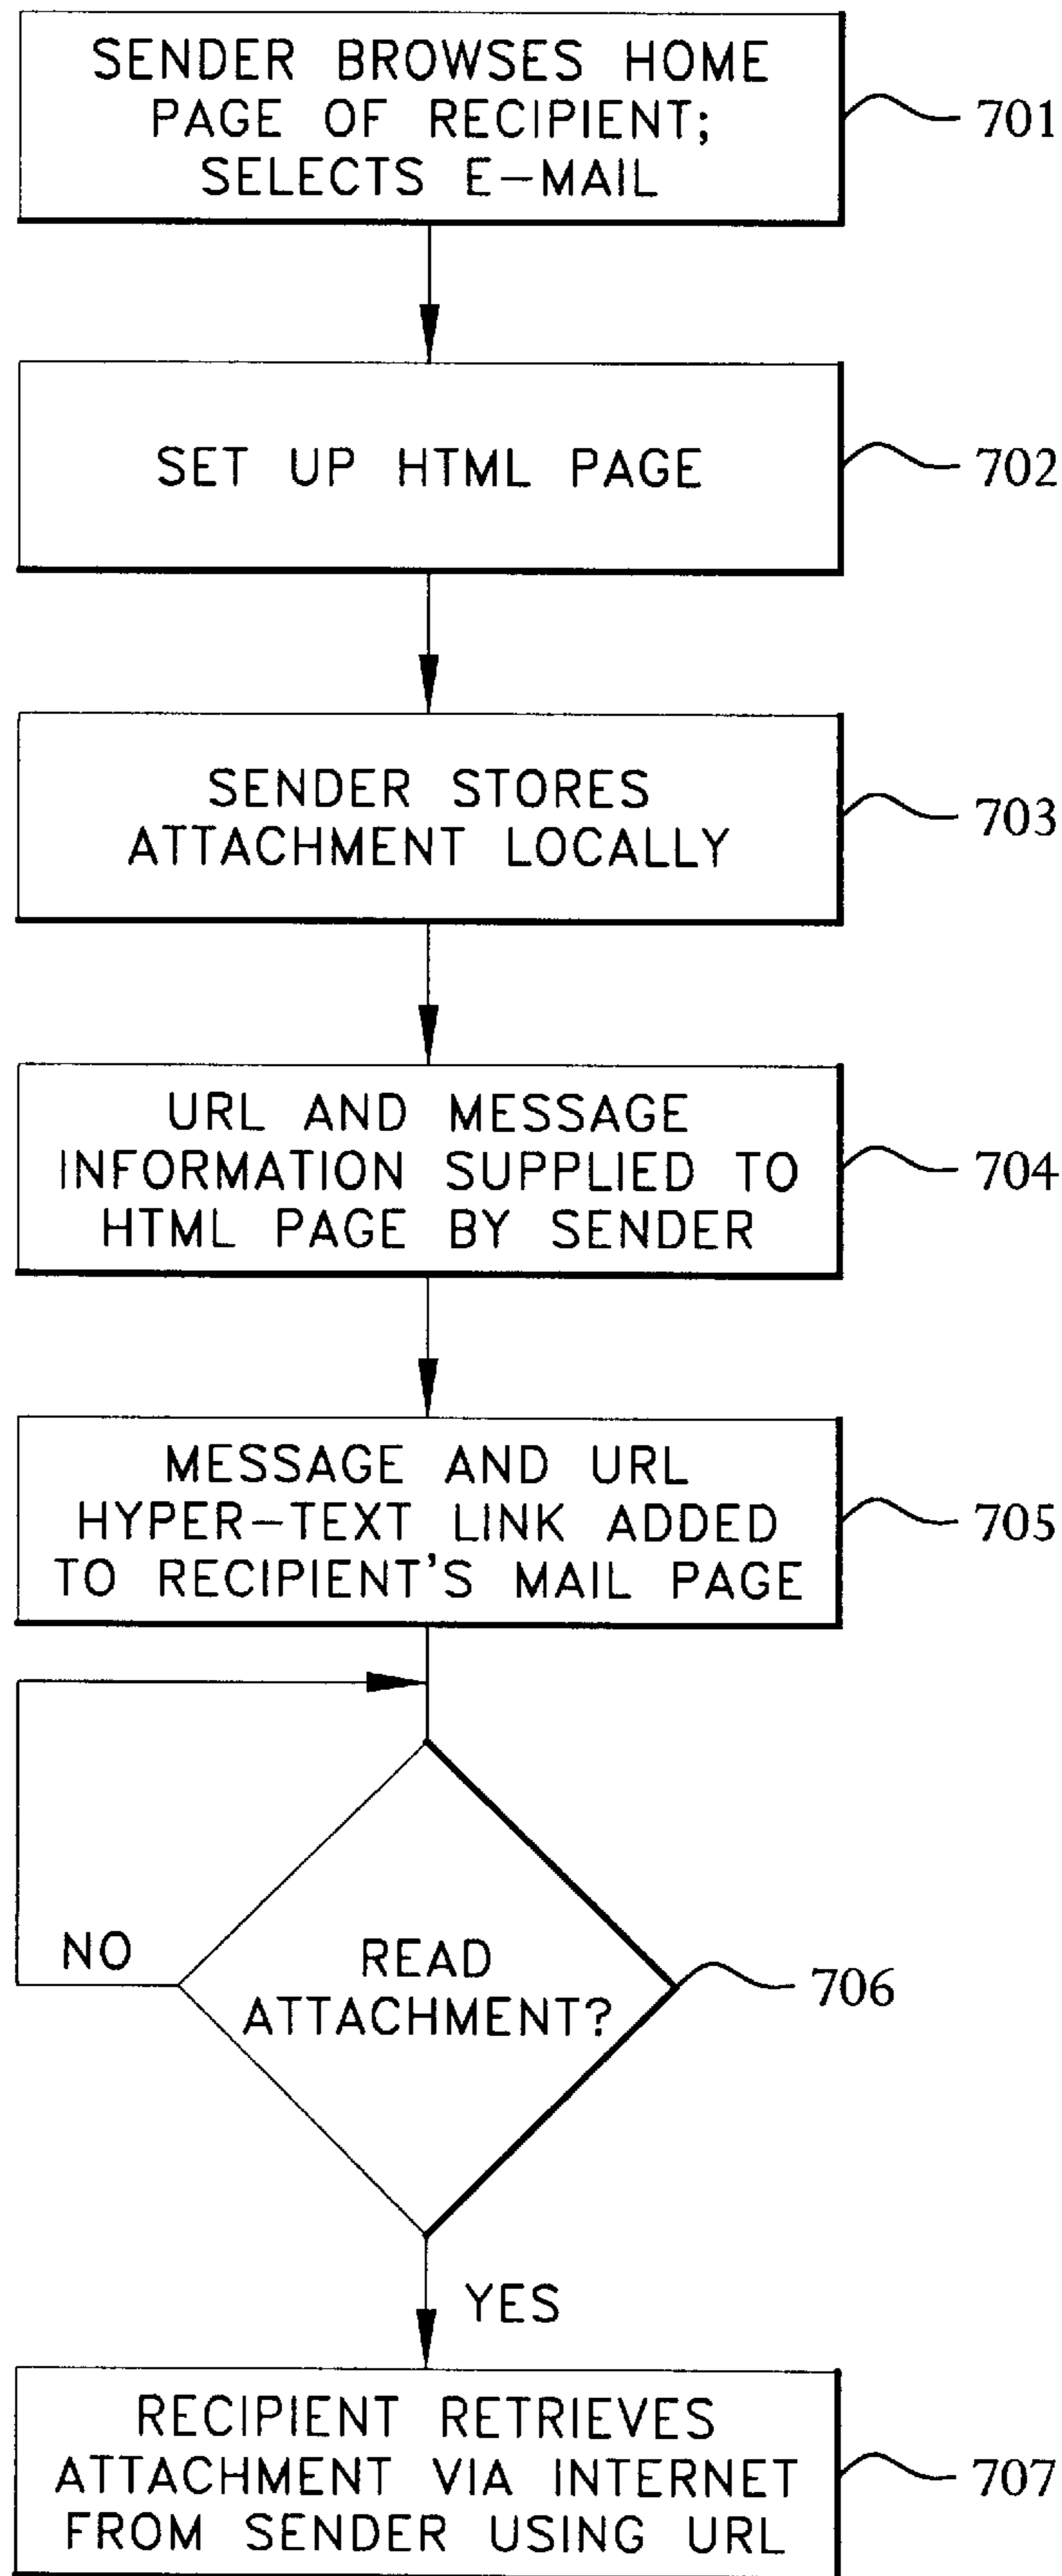 SENDER BROWSES HOME
PAGE OF RECIPIENT;
SELECTS E-MAIL
701
SET UP HTML PAGE
702
SENDER STORES
ATTACHMENT LOCALLY
703
URL AND MESSAGE
INFORMATION SUPPLIED TO
HTML PAGE BY SENDER
704
MESSAGE AND URL
HYPER-TEXT LINK ADDED
TO RECIPIENT'S MAIL PAGE
705
NO
READ
ATTACHMENT?
706
YES
RECIPIENT RETRIEVES
ATTACHMENT VIA INTERNET
FROM SENDER USING URL
707